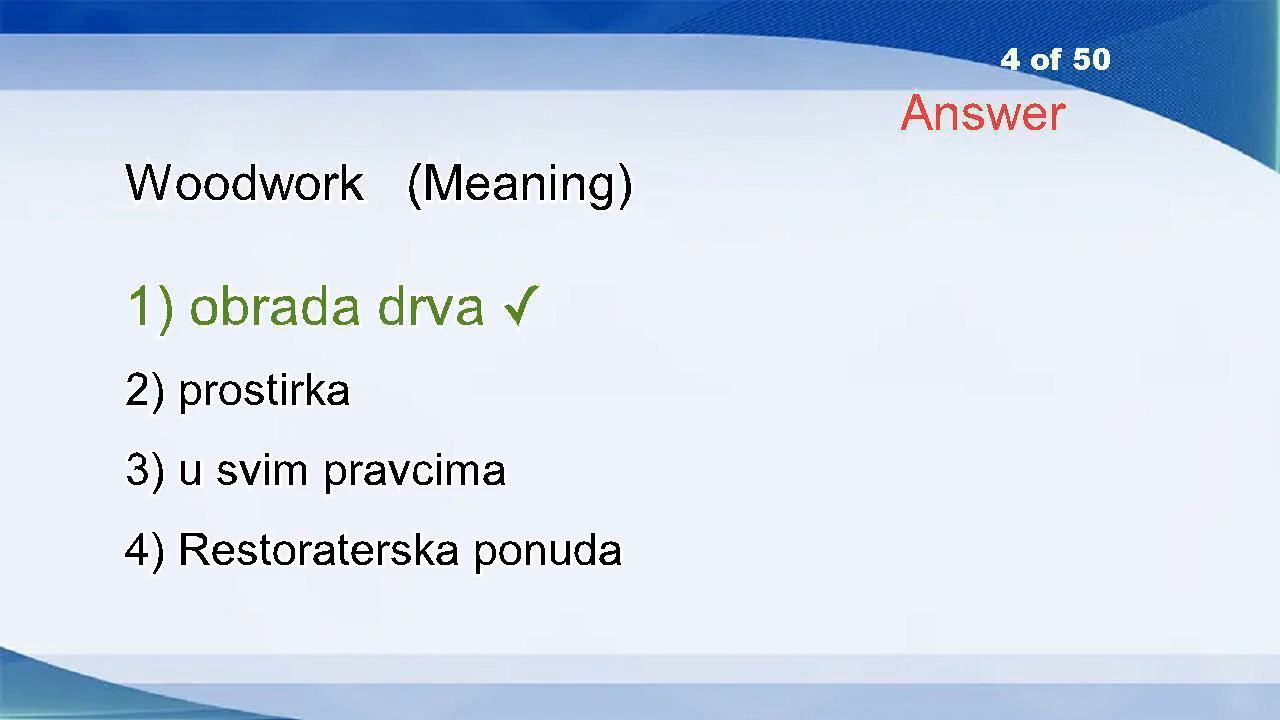 4 of 50
Answer
Woodwork (Meaning)
1) obrada drva ✓
2) prostirka
3) u svim pravcima
4) Restoraterska ponuda